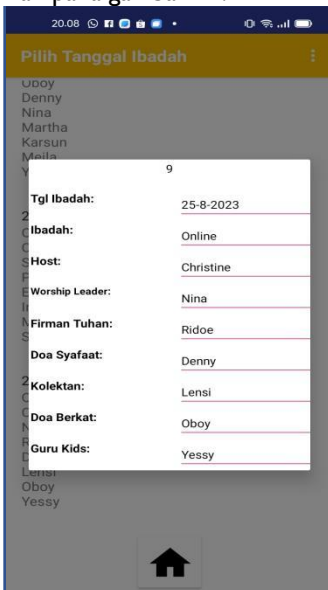 20.08
Pilih Tanggal Ibadah
Oboy
Denny
Nina
Martha
Karsun
Meila
9
Tgl Ibadah: 25-8-2023
Ibadah: Online
Host: Christine
Worship Leader: Nina
Firman Tuhan: Ridoe
Doa Syafaat: Denny
Kolektan: Lensi
Doa Berkat: Oboy
Guru Kids: Yessy
Lensi
Oboy
Yessy